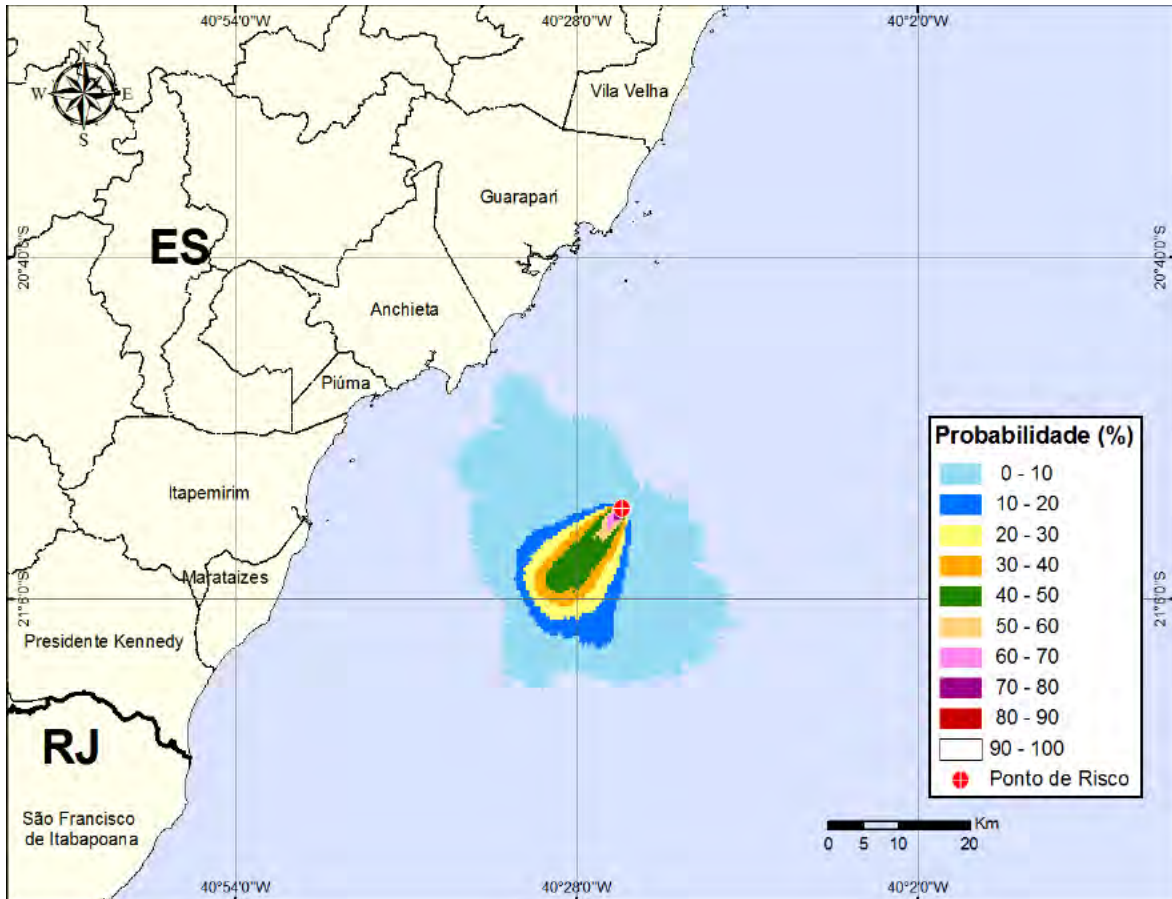 40°54'0"W
40°28'0"W
40°2'0"W
N
W
E
S
Vila Velha
Guarapari
20°40'0"S
ES
20°40'0"S
Anchieta
Piúma
Probabilidade (%)
0 - 10
10 - 20
20 - 30
30 - 40
40 - 50
50 - 60
60 - 70
70 - 80
80 - 90
90 - 100
Ponto de Risco
Itapemirim
Marataizes
21°6'0"S
21°6'0"S
Presidente Kennedy
RJ
São Francisco
de Itabapoana
Km
0 5 10 20
40°54'0"W
40°28'0"W
40°2'0"W